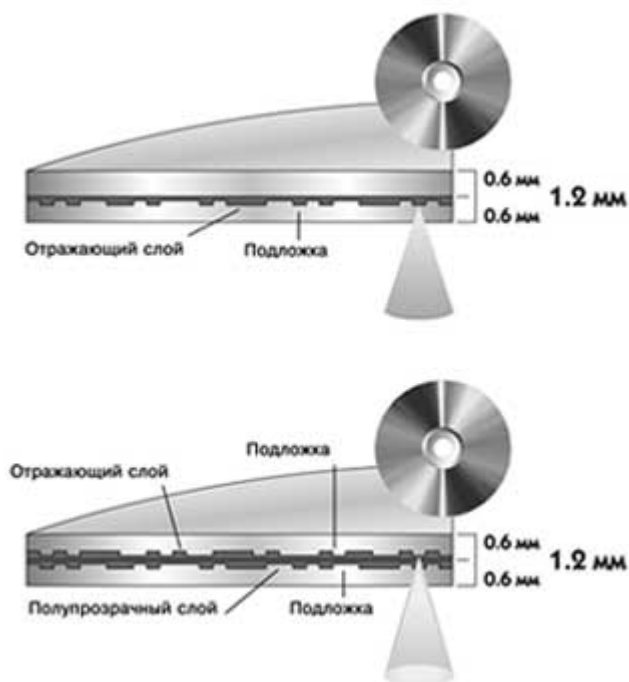 0.6 мм
1.2 мм
0.6 мм
Отражающий слой
Подложка
Подложка
Отражающий слой
0.6 мм
1.2 мм
0.6 мм
Полупрозрачный слой
Подложка